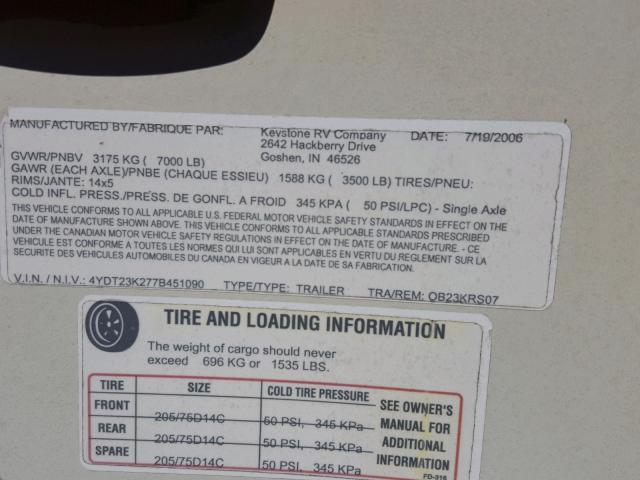 MANUFACTURED BY/FABRIQUE PAR: Keystone RV Company DATE: 7/19/2006
2642 Hackberry Drive
GVWR/PNBV 3175 KG ( 7000 LB) Goshen, IN 46526
GAWR (EACH AXLE)/PNBE (CHAQUE ESSIEU) 1588 KG ( 3500 LB) TIRES/PNEU:
RIMS/JANTE: 14x5
COLD INFL. PRESS./PRESS. DE GONFL. A FROID 345 KPA ( 50 PSI/LPC) - Single Axle
THIS VEHICLE CONFORMS TO ALL APPLICABLE U.S. FEDERAL MOTOR VEHICLE SAFETY STANDARDS IN EFFECT ON THE
DATE OF MANUFACTURE SHOWN ABOVE. THIS VEHICLE CONFORMS TO ALL APPLICABLE STANDARDS PRESCRIBED
UNDER THE CANADIAN MOTOR VEHICLE SAFETY REGULATIONS IN EFFECT ON THE DATE OF MANUFACTURE. - CE
VEHICULE EST CONFORME A TOUTES LES NORMES QUI LUI SONT APPLICABLES EN VERTU DU REGLEMENT SUR LA
SECURITE DES VEHICULES AUTOMOBILES DU CANADA EN VIGEUR A LA DATE DE SA FABRICATION.
V.I.N. / N.I.V.: 4YDT23K277B451090 TYPE/TYPE: TRAILER TRA/REM: OB23KRS07
TIRE AND LOADING INFORMATION
The weight of cargo should never
exceed 696 KG or 1535 LBS.
TIRE SIZE COLD TIRE PRESSURE SEE OWNER'S
FRONT 205/75D14C 50 PSI, 345 KPa MANUAL FOR
REAR 205/75D14C 50 PSI, 345 KPa ADDITIONAL
SPARE 205/75D14C 50 PSI, 345 KPa INFORMATION
FD-316